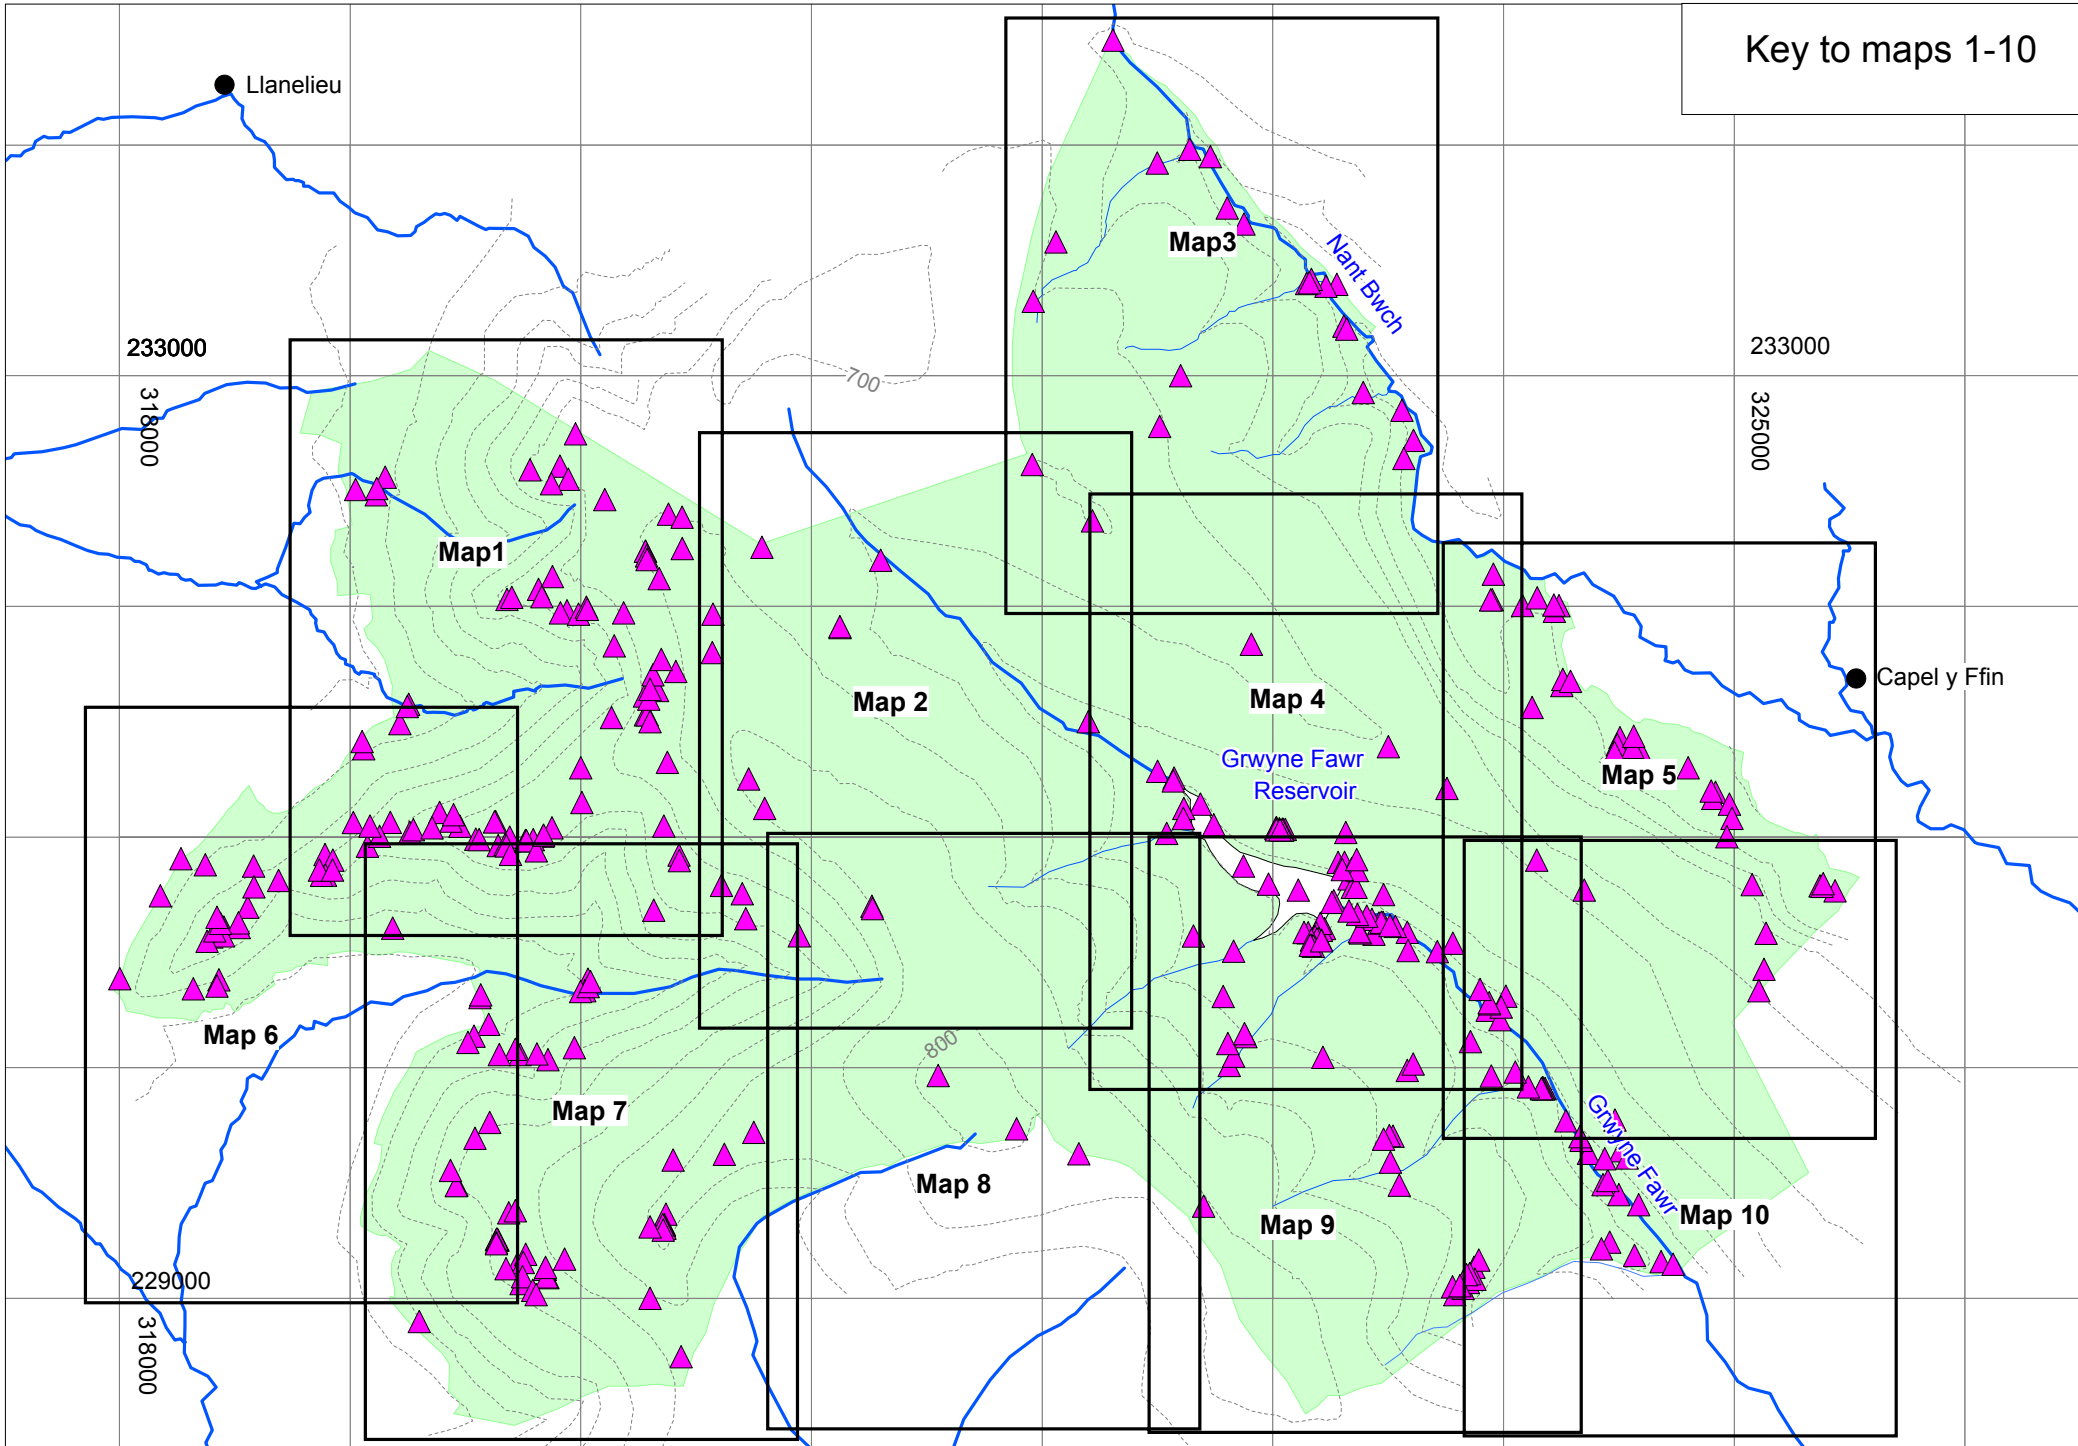 Key to maps 1-10
Llanelieu
Map3
Nant Bwch
233000
233000
700
318000
325000
Map1
Capel y Ffin
Map 2
Map 4
Grwyne Fawr
Reservoir
Map 5
Map 6
800
Map 7
Grwyne Fawr
Map 8
Map 9
Map 10
229000
318000